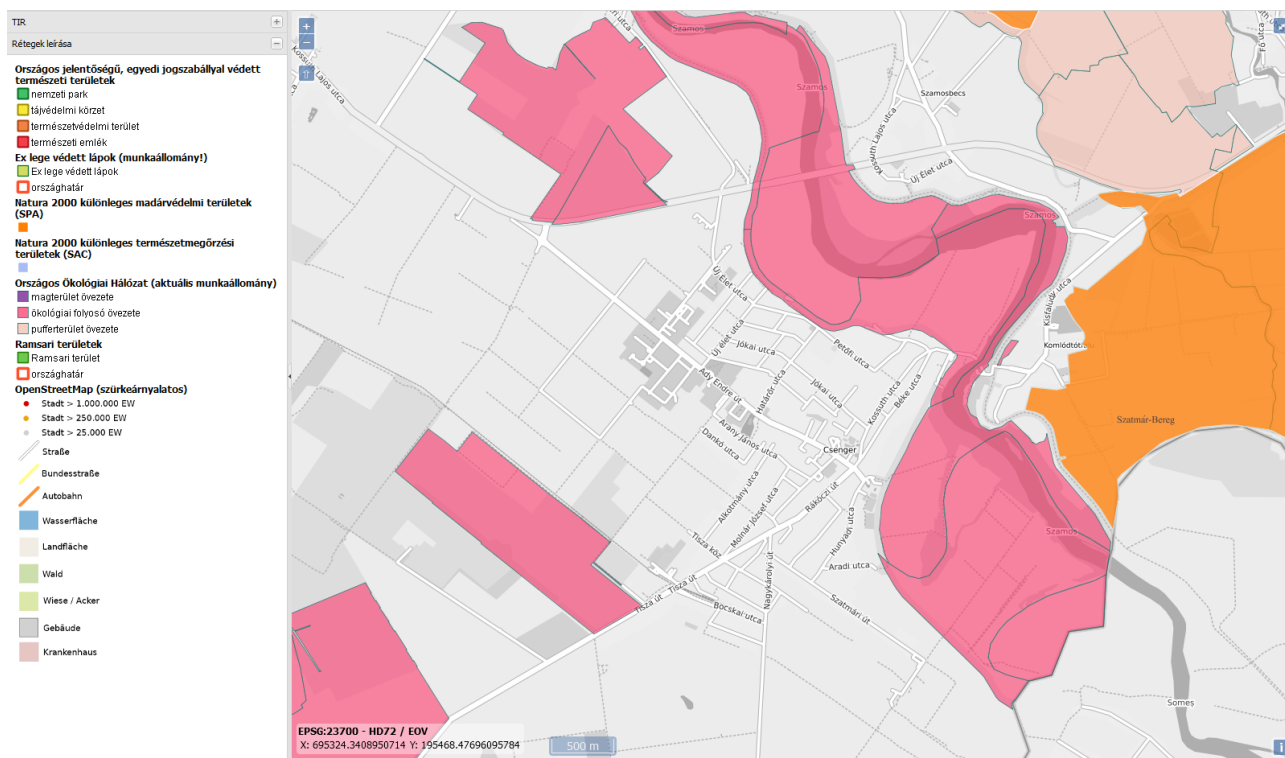 TIR
Rétegek leírása
Országos jelentőségű, egyedi jogszabállyal védett
természeti területek
nemzeti park
tájvédelmi körzet
természetvédelmi terület
természeti emlék
Ex lege védett lápok (munkaállomány!)
Ex lege védett lápok
országhatár
Natura 2000 különleges madárvédelmi területek
(SPA)
Natura 2000 különleges természetmegőrzési
területek (SAC)
Országos Ökológiai Hálózat (aktuális munkaállomány)
magterület övezete
ökológiai folyosó övezete
pufferterület övezete
Ramsari területek
Ramsari terület
országhatár
OpenStreetMap (szürkeárnyalatos)
Stadt > 1.000.000 EW
Stadt > 250.000 EW
Stadt > 25.000 EW
Straße
Bundesstraße
Autobahn
Wasserfläche
Landfläche
Wald
Wiese / Acker
Gebäude
Krankenhaus
Kossuth Lajos utca
Szamos
Szamos
Szamosbecs
Fő utca
Kossuth Lajos utca
Új Élet utca
Szamos
Új Élet utca
Új élet utca
Jókai utca
Petőfi utca
Kisfaludy utca
Komlódtótfalu
Ady Endre út
Határőr utca
Jókai utca
Kossuth utca
Béke utca
Szatmár-Bereg
Arany János utca
Dankó utca
Csenger
Alkotmány utca
Molnár József utca
Rákóczi út
Hunyadi utca
Szamos
Tisza köz
Aradi utca
Tisza út
Tisza út
Bocskai utca
Nagykárolyi út
Szatmári út
Someș
EPSG:23700 - HD72 / EOV
X: 695324.3408950714 Y: 195468.47696095784
500 m